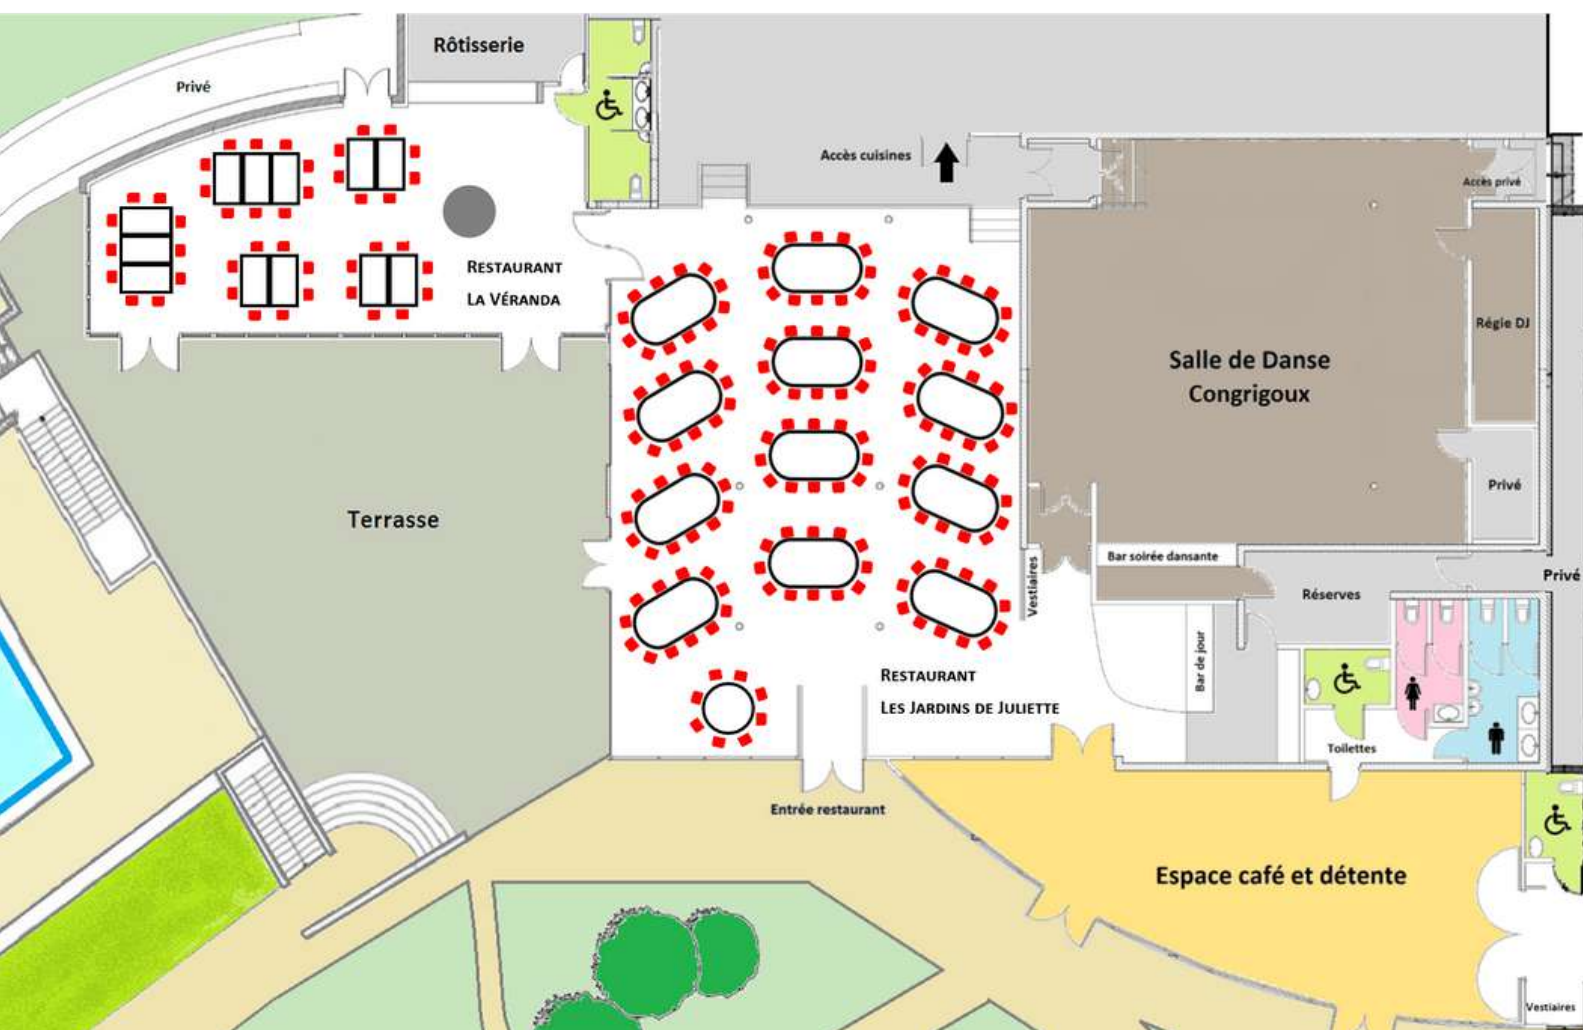 Rôtisserie
Privé
Accès cuisines
Accès privé
RESTAURANT
LA VÉRANDA
Régie DJ
Salle de Danse
Congrigoux
Privé
Terrasse
Bar soirée dansante
Privé
Vestiaires
Réserves
Bar de jour
RESTAURANT
LES JARDINS DE JULIETTE
Toilettes
Entrée restaurant
Espace café et détente
Vestiaires